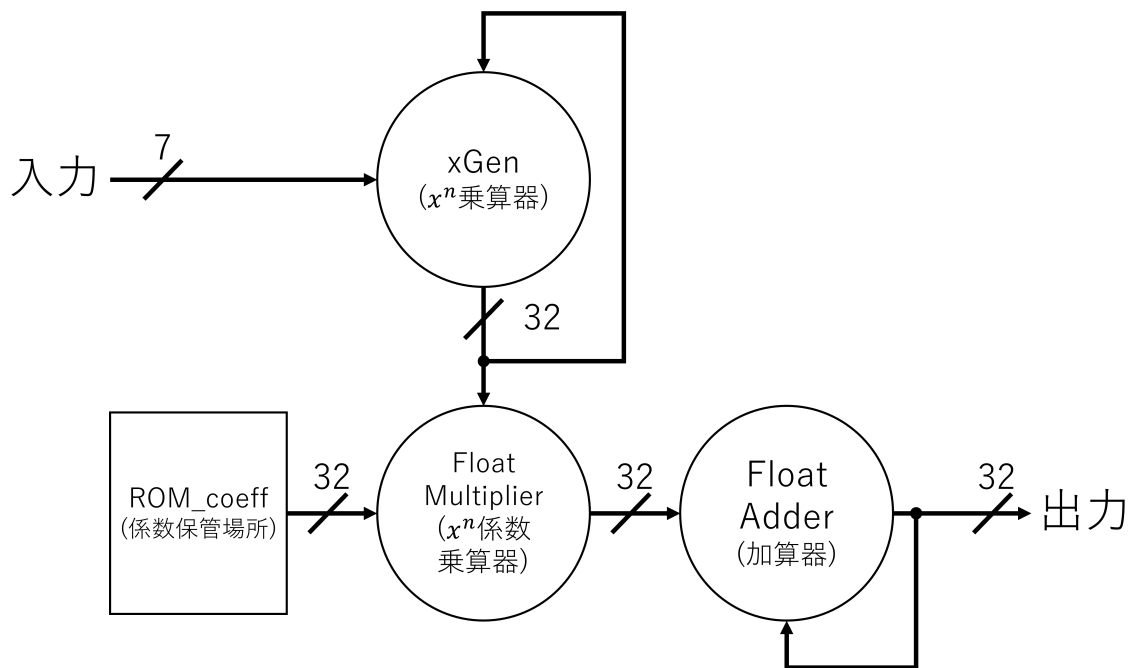 7
入力
xGen
(xⁿ乗算器)
32
ROM_coeff
(係数保管場所)
32
Float
Multiplier
(xⁿ係数
乗算器)
32
Float
Adder
(加算器)
32
出力